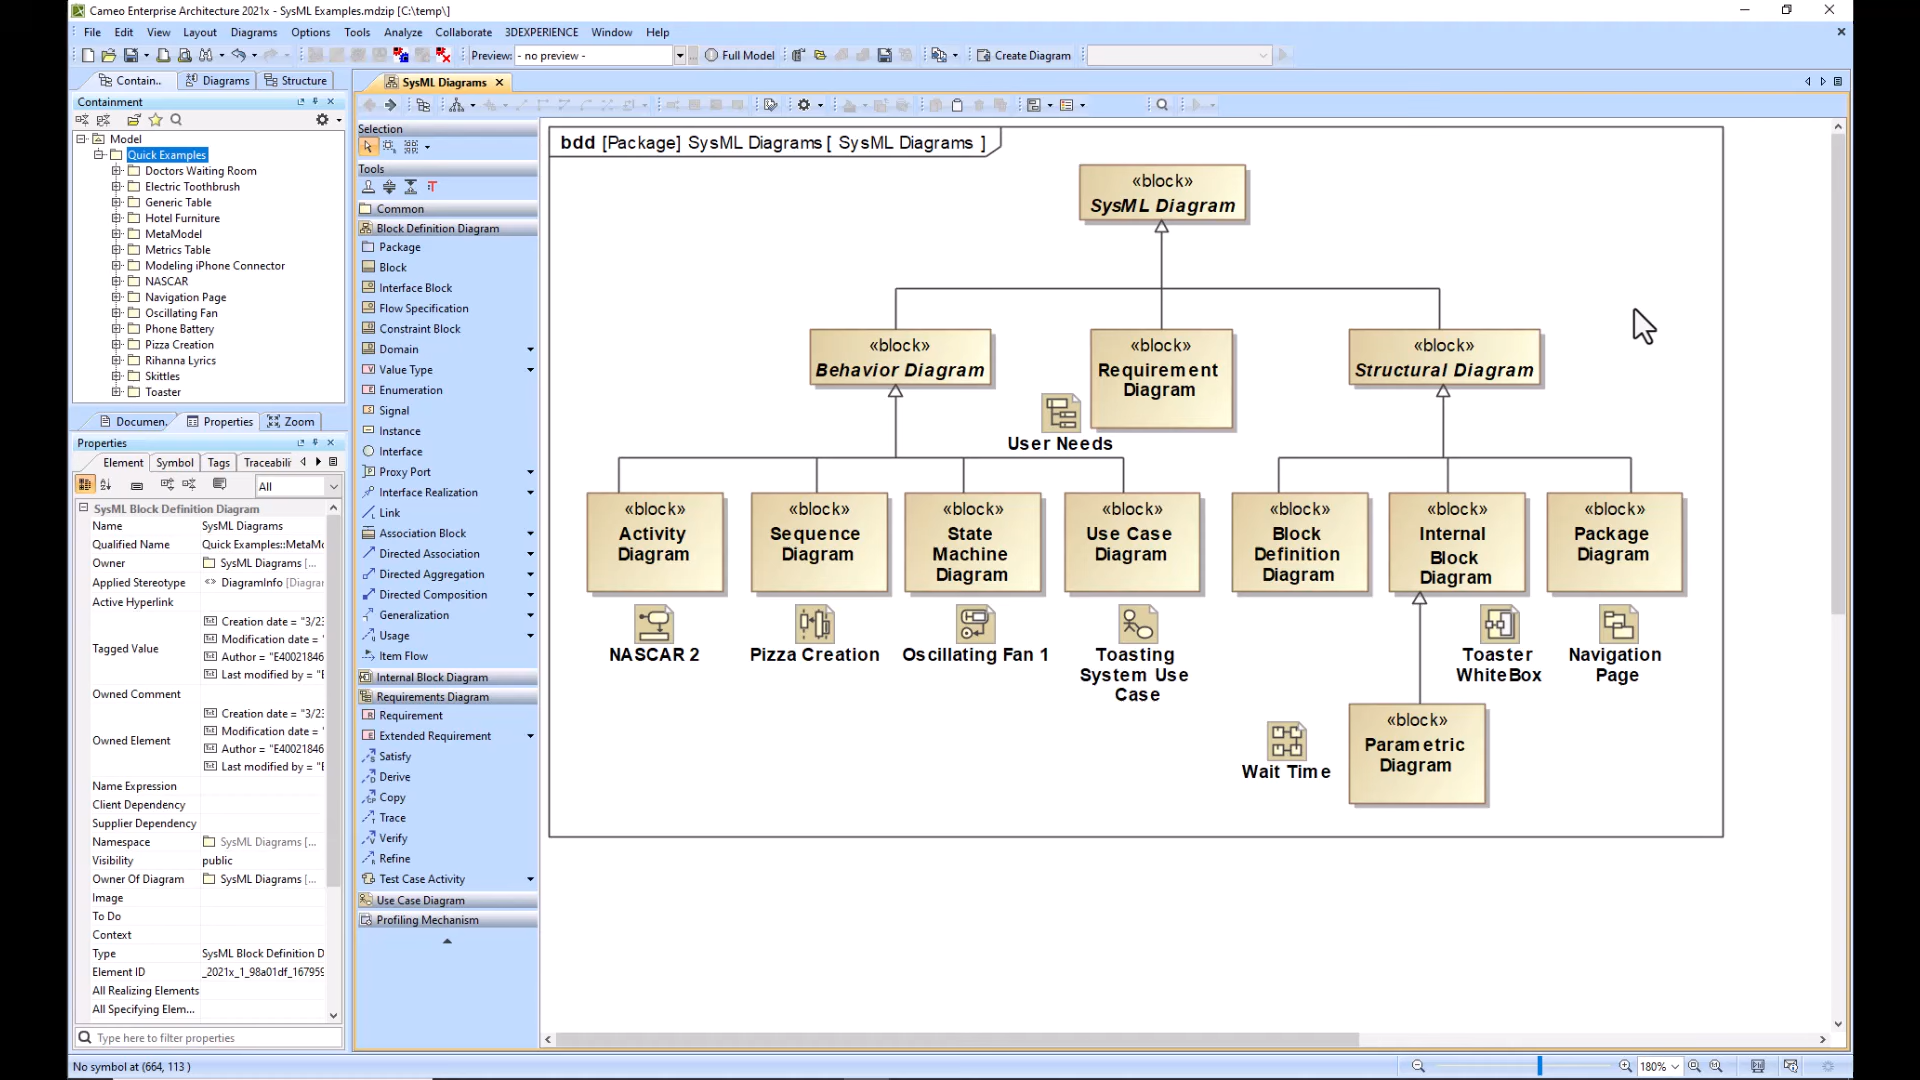 Cameo Enterprise Architecture 2021x - SysML Examples.mdzip [C:\temp\]
File Edit View Layout Diagrams Options Tools Analyze Collaborate 3DEXPERIENCE Window Help
Preview: - no preview - Full Model Create Diagram
Contain.. Diagrams Structure
Containment
Model
Quick Examples
Doctors Waiting Room
Electric Toothbrush
Generic Table
Hotel Furniture
MetaModel
Metrics Table
Modeling iPhone Connector
NASCAR
Navigation Page
Oscillating Fan
Phone Battery
Pizza Creation
Rihanna Lyrics
Skittles
Toaster
Documen. Properties Zoom
Properties
Element Symbol Tags Traceabili
All
SysML Block Definition Diagram
Name SysML Diagrams
Qualified Name Quick Examples::MetaMo
Owner SysML Diagrams [...
Applied Stereotype <> DiagramInfo [Diagran
Active Hyperlink
Tagged Value
Creation date = "3/23
Modification date = "
Author = "E40021846
Last modified by = "E
Owned Comment
Owned Element
Creation date = "3/23
Modification date = "
Author = "E40021846
Last modified by = "E
Name Expression
Client Dependency
Supplier Dependency
Namespace SysML Diagrams [...
Visibility public
Owner Of Diagram SysML Diagrams [...
Image
To Do
Context
Type SysML Block Definition D
Element ID _2021x_1_98a01df_167959
All Realizing Elements
All Specifying Elem...
Type here to filter properties
No symbol at (664, 113 )
SysML Diagrams
Selection
Tools
Common
Block Definition Diagram
Package
Block
Interface Block
Flow Specification
Constraint Block
Domain
Value Type
Enumeration
Signal
Instance
Interface
Proxy Port
Interface Realization
Link
Association Block
Directed Association
Directed Aggregation
Directed Composition
Generalization
Usage
Item Flow
Internal Block Diagram
Requirements Diagram
Requirement
Extended Requirement
Satisfy
Derive
Copy
Trace
Verify
Refine
Test Case Activity
Use Case Diagram
Profiling Mechanism
bdd [Package] SysML Diagrams [ SysML Diagrams ]
«block»
SysML Diagram
«block»
Behavior Diagram
«block»
Requirement
Diagram
«block»
Structural Diagram
User Needs
«block»
Activity
Diagram
«block»
Sequence
Diagram
«block»
State
Machine
Diagram
«block»
Use Case
Diagram
«block»
Block
Definition
Diagram
«block»
Internal
Block
Diagram
«block»
Package
Diagram
NASCAR 2
Pizza Creation
Oscillating Fan 1
Toasting
System Use
Case
Toaster
WhiteBox
Navigation
Page
Wait Time
«block»
Parametric
Diagram
180%